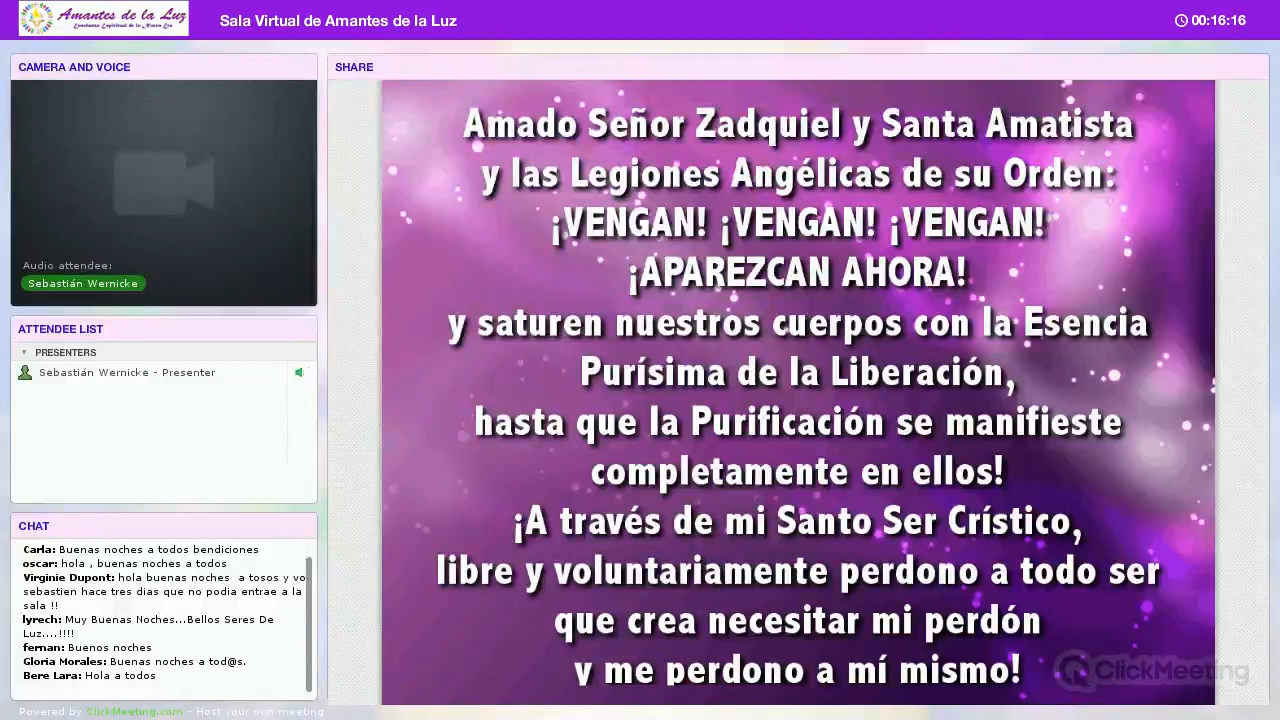 Amantes de la Luz
Enseñanza Espiritual de la Nueva Era
Sala Virtual de Amantes de la Luz
00:16:16
CAMERA AND VOICE
Audio attendee:
Sebastián Wernicke
ATTENDEE LIST
PRESENTERS
Sebastián Wernicke - Presenter
CHAT
Carla: Buenas noches a todos bendiciones
oscar: hola , buenas noches a todos
Virginie Dupont: hola buenas noches a tosos y vo
sebastien hace tres dias que no podia entrae a la
sala !!
lyrech: Muy Buenas Noches...Bellos Seres De
Luz....!!!
fernan: Buenos noches
Gloria Morales: Buenas noches a tod@s.
Bere Lara: Hola a todos
Powered by ClickMeeting.com - Host your own meeting
SHARE
Amado Señor Zadquiel y Santa Amatista
y las Legiones Angélicas de su Orden:
¡VENGAN! ¡VENGAN! ¡VENGAN!
¡APAREZCAN AHORA!
y saturen nuestros cuerpos con la Esencia
Purísima de la Liberación,
hasta que la Purificación se manifieste
completamente en ellos!
¡A través de mi Santo Ser Crístico,
libre y voluntariamente perdono a todo ser
que crea necesitar mi perdón
y me perdono a mí mismo!
ClickMeeting